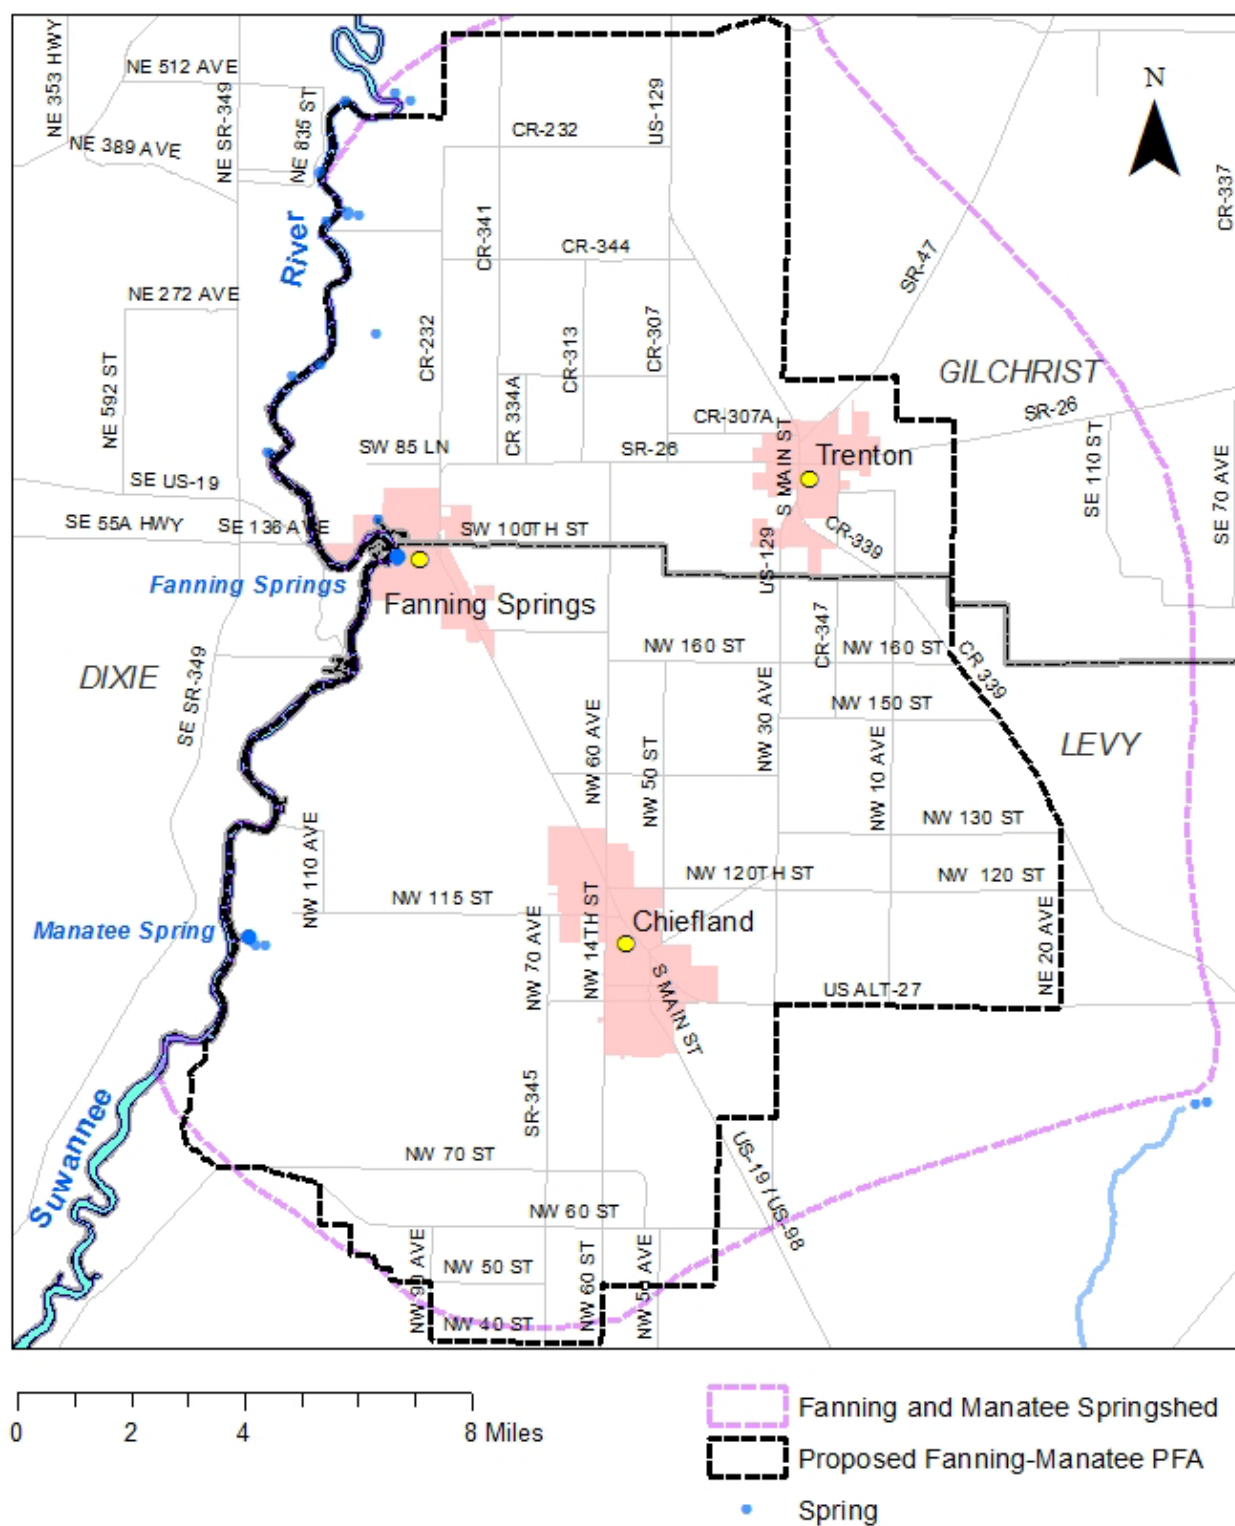 NE 353 HWY
NE 512 AVE
NE SR-349
NE 835 ST
NE 389 AVE
US-129
CR-232
N
CR-337
River
CR-341
CR-344
SR-47
NE 272 AVE
NE 592 ST
CR-232
CR-313
CR-307
CR 334A
GILCHRIST
SR-26
CR-307A
S MAIN ST
Trenton
SW 85 LN
SR-26
SE 110 ST
SE 70 AVE
SE US-19
SE 55A HWY
SE 136 AVE
SW 100TH ST
US-129
CR-339
Fanning Springs
Fanning Springs
DIXIE
SE SR-349
NW 160 ST
CR-347
NW 160 ST
CR 339
NW 60 AVE
NW 50 ST
NW 30 AVE
NW 150 ST
NW 10 AVE
LEVY
NW 130 ST
NW 110 AVE
NW 115 ST
NW 120TH ST
NW 120 ST
Manatee Spring
NW 70 AVE
NW 14TH ST
Chiefland
S MAIN ST
US ALT-27
NE 20 AVE
Suwannee
SR-345
NW 70 ST
US-19 / US-98
NW 60 ST
NW 90 AVE
NW 50 ST
NW 60 ST
NW 50 AVE
NW 40 ST
0 2 4 8 Miles
Fanning and Manatee Springshed
Proposed Fanning-Manatee PFA
Spring